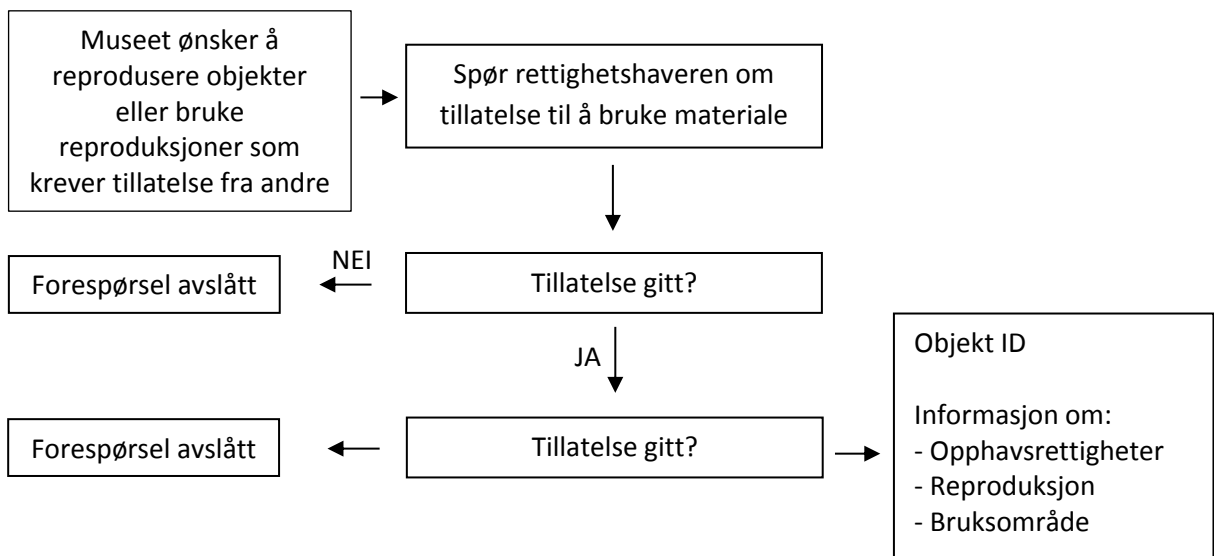 Museet ønsker å
reprodusere objekter
eller bruke
reproduksjoner som
krever tillatelse fra andre
Spør rettighetshaveren om
tillatelse til å bruke materiale
Forespørsel avslått
NEI
Tillatelse gitt?
JA
Forespørsel avslått
Tillatelse gitt?
Objekt ID
Informasjon om:
- Opphavsrettigheter
- Reproduksjon
- Bruksområde